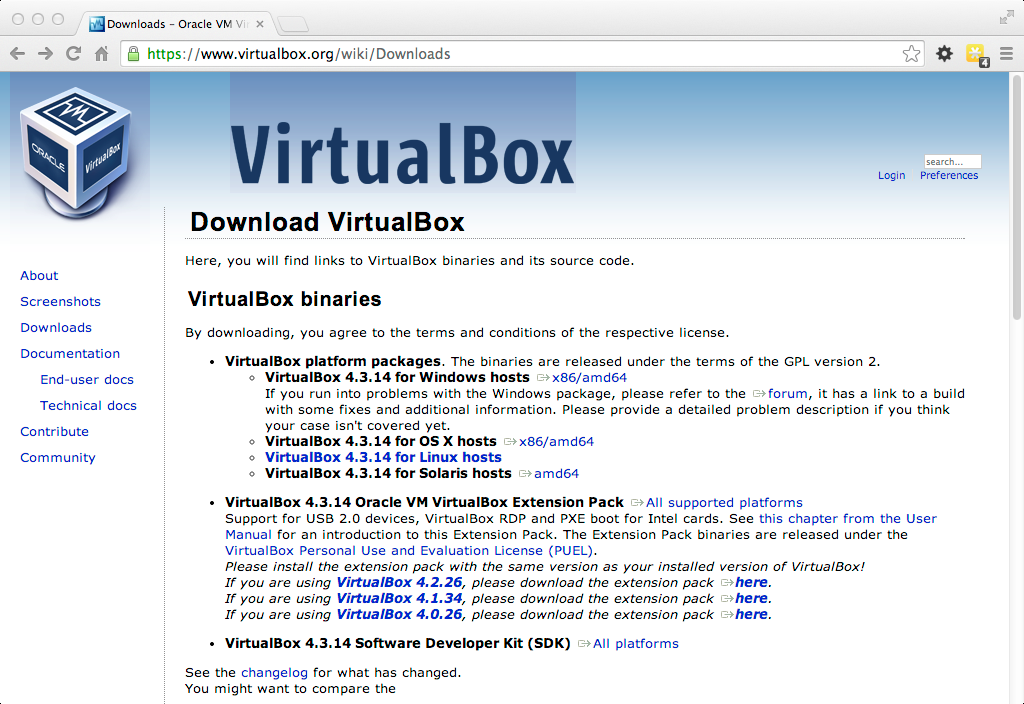 Downloads – Oracle VM Vir
https://www.virtualbox.org/wiki/Downloads
4
ORACLE
VirtualBox
VirtualBox
search...
Login Preferences
Download VirtualBox
Here, you will find links to VirtualBox binaries and its source code.
About
Screenshots
Downloads
Documentation
End-user docs
Technical docs
Contribute
Community
VirtualBox binaries
By downloading, you agree to the terms and conditions of the respective license.
• VirtualBox platform packages. The binaries are released under the terms of the GPL version 2.
◦ VirtualBox 4.3.14 for Windows hosts x86/amd64
If you run into problems with the Windows package, please refer to the forum, it has a link to a build
with some fixes and additional information. Please provide a detailed problem description if you think
your case isn't covered yet.
◦ VirtualBox 4.3.14 for OS X hosts x86/amd64
◦ VirtualBox 4.3.14 for Linux hosts
◦ VirtualBox 4.3.14 for Solaris hosts amd64
• VirtualBox 4.3.14 Oracle VM VirtualBox Extension Pack All supported platforms
Support for USB 2.0 devices, VirtualBox RDP and PXE boot for Intel cards. See this chapter from the User
Manual for an introduction to this Extension Pack. The Extension Pack binaries are released under the
VirtualBox Personal Use and Evaluation License (PUEL).
Please install the extension pack with the same version as your installed version of VirtualBox!
If you are using VirtualBox 4.2.26, please download the extension pack here.
If you are using VirtualBox 4.1.34, please download the extension pack here.
If you are using VirtualBox 4.0.26, please download the extension pack here.
• VirtualBox 4.3.14 Software Developer Kit (SDK) All platforms
See the changelog for what has changed.
You might want to compare the